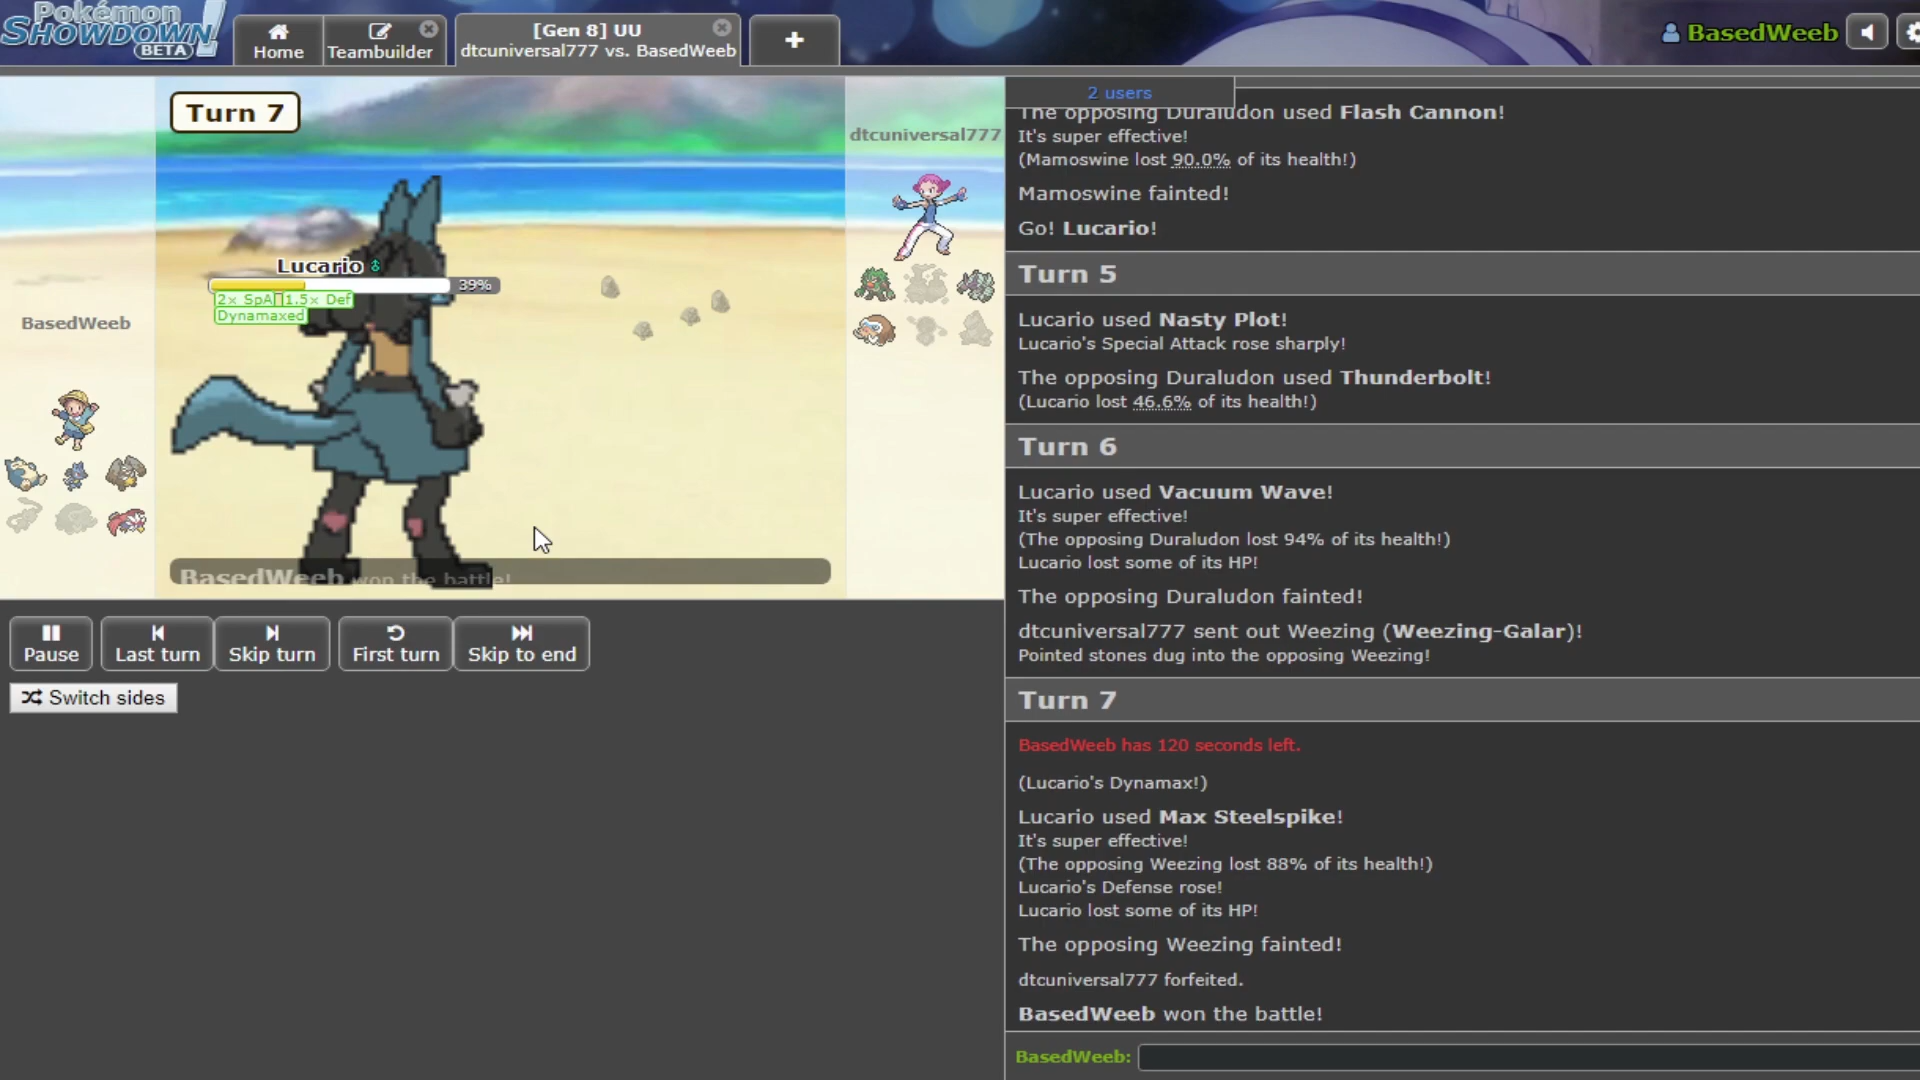 Pokémon
SHOWDOWN!
BETA
Home
Teambuilder
[Gen 8] UU
dtcuniversal777 vs. BasedWeeb
BasedWeeb
Turn 7
dtcuniversal777
BasedWeeb
Lucario
39%
2× SpA 1.5× Def
Dynamaxed
BasedWeeb won the battle!
Pause
Last turn
Skip turn
First turn
Skip to end
Switch sides
2 users
The opposing Duraludon used Flash Cannon!
It's super effective!
(Mamoswine lost 90.0% of its health!)
Mamoswine fainted!
Go! Lucario!
Turn 5
Lucario used Nasty Plot!
Lucario's Special Attack rose sharply!
The opposing Duraludon used Thunderbolt!
(Lucario lost 46.6% of its health!)
Turn 6
Lucario used Vacuum Wave!
It's super effective!
(The opposing Duraludon lost 94% of its health!)
Lucario lost some of its HP!
The opposing Duraludon fainted!
dtcuniversal777 sent out Weezing (Weezing-Galar)!
Pointed stones dug into the opposing Weezing!
Turn 7
BasedWeeb has 120 seconds left.
(Lucario's Dynamax!)
Lucario used Max Steelspike!
It's super effective!
(The opposing Weezing lost 88% of its health!)
Lucario's Defense rose!
Lucario lost some of its HP!
The opposing Weezing fainted!
dtcuniversal777 forfeited.
BasedWeeb won the battle!
BasedWeeb: